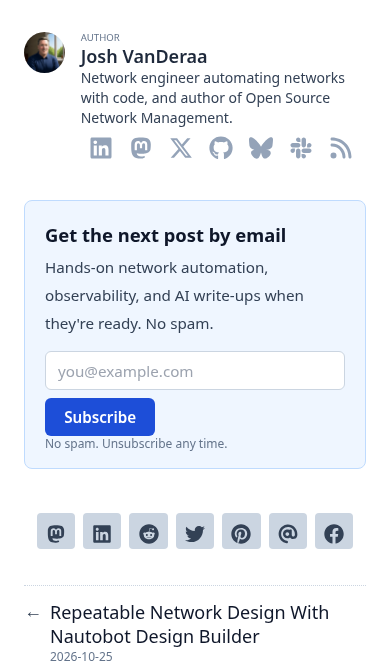 AUTHOR
Josh VanDeraa
Network engineer automating networks
with code, and author of Open Source
Network Management.
Get the next post by email
Hands-on network automation,
observability, and AI write-ups when
they're ready. No spam.
you@example.com
Subscribe
No spam. Unsubscribe any time.
← Repeatable Network Design With
Nautobot Design Builder
2026-10-25